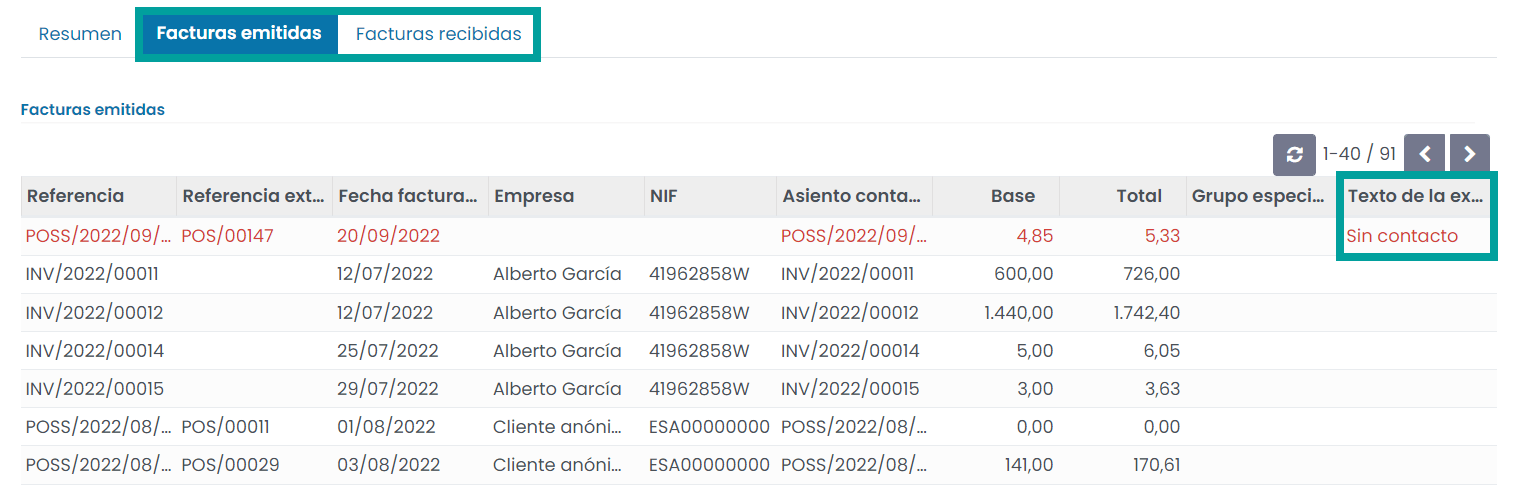 Resumen Facturas emitidas Facturas recibidas
Facturas emitidas
1-40 / 91
Referencia Referencia ext... Fecha factura... Empresa NIF Asiento conta... Base Total Grupo especi... Texto de la ex...
POSS/2022/09/... POS/00147 20/09/2022 POSS/2022/09/... 4,85 5,33 Sin contacto
INV/2022/00011 12/07/2022 Alberto García 41962858W INV/2022/00011 600,00 726,00
INV/2022/00012 12/07/2022 Alberto García 41962858W INV/2022/00012 1.440,00 1.742,40
INV/2022/00014 25/07/2022 Alberto García 41962858W INV/2022/00014 5,00 6,05
INV/2022/00015 29/07/2022 Alberto García 41962858W INV/2022/00015 3,00 3,63
POSS/2022/08/... POS/00011 01/08/2022 Cliente anóni... ESA00000000 POSS/2022/08/... 0,00 0,00
POSS/2022/08/... POS/00029 03/08/2022 Cliente anóni... ESA00000000 POSS/2022/08/... 141,00 170,61